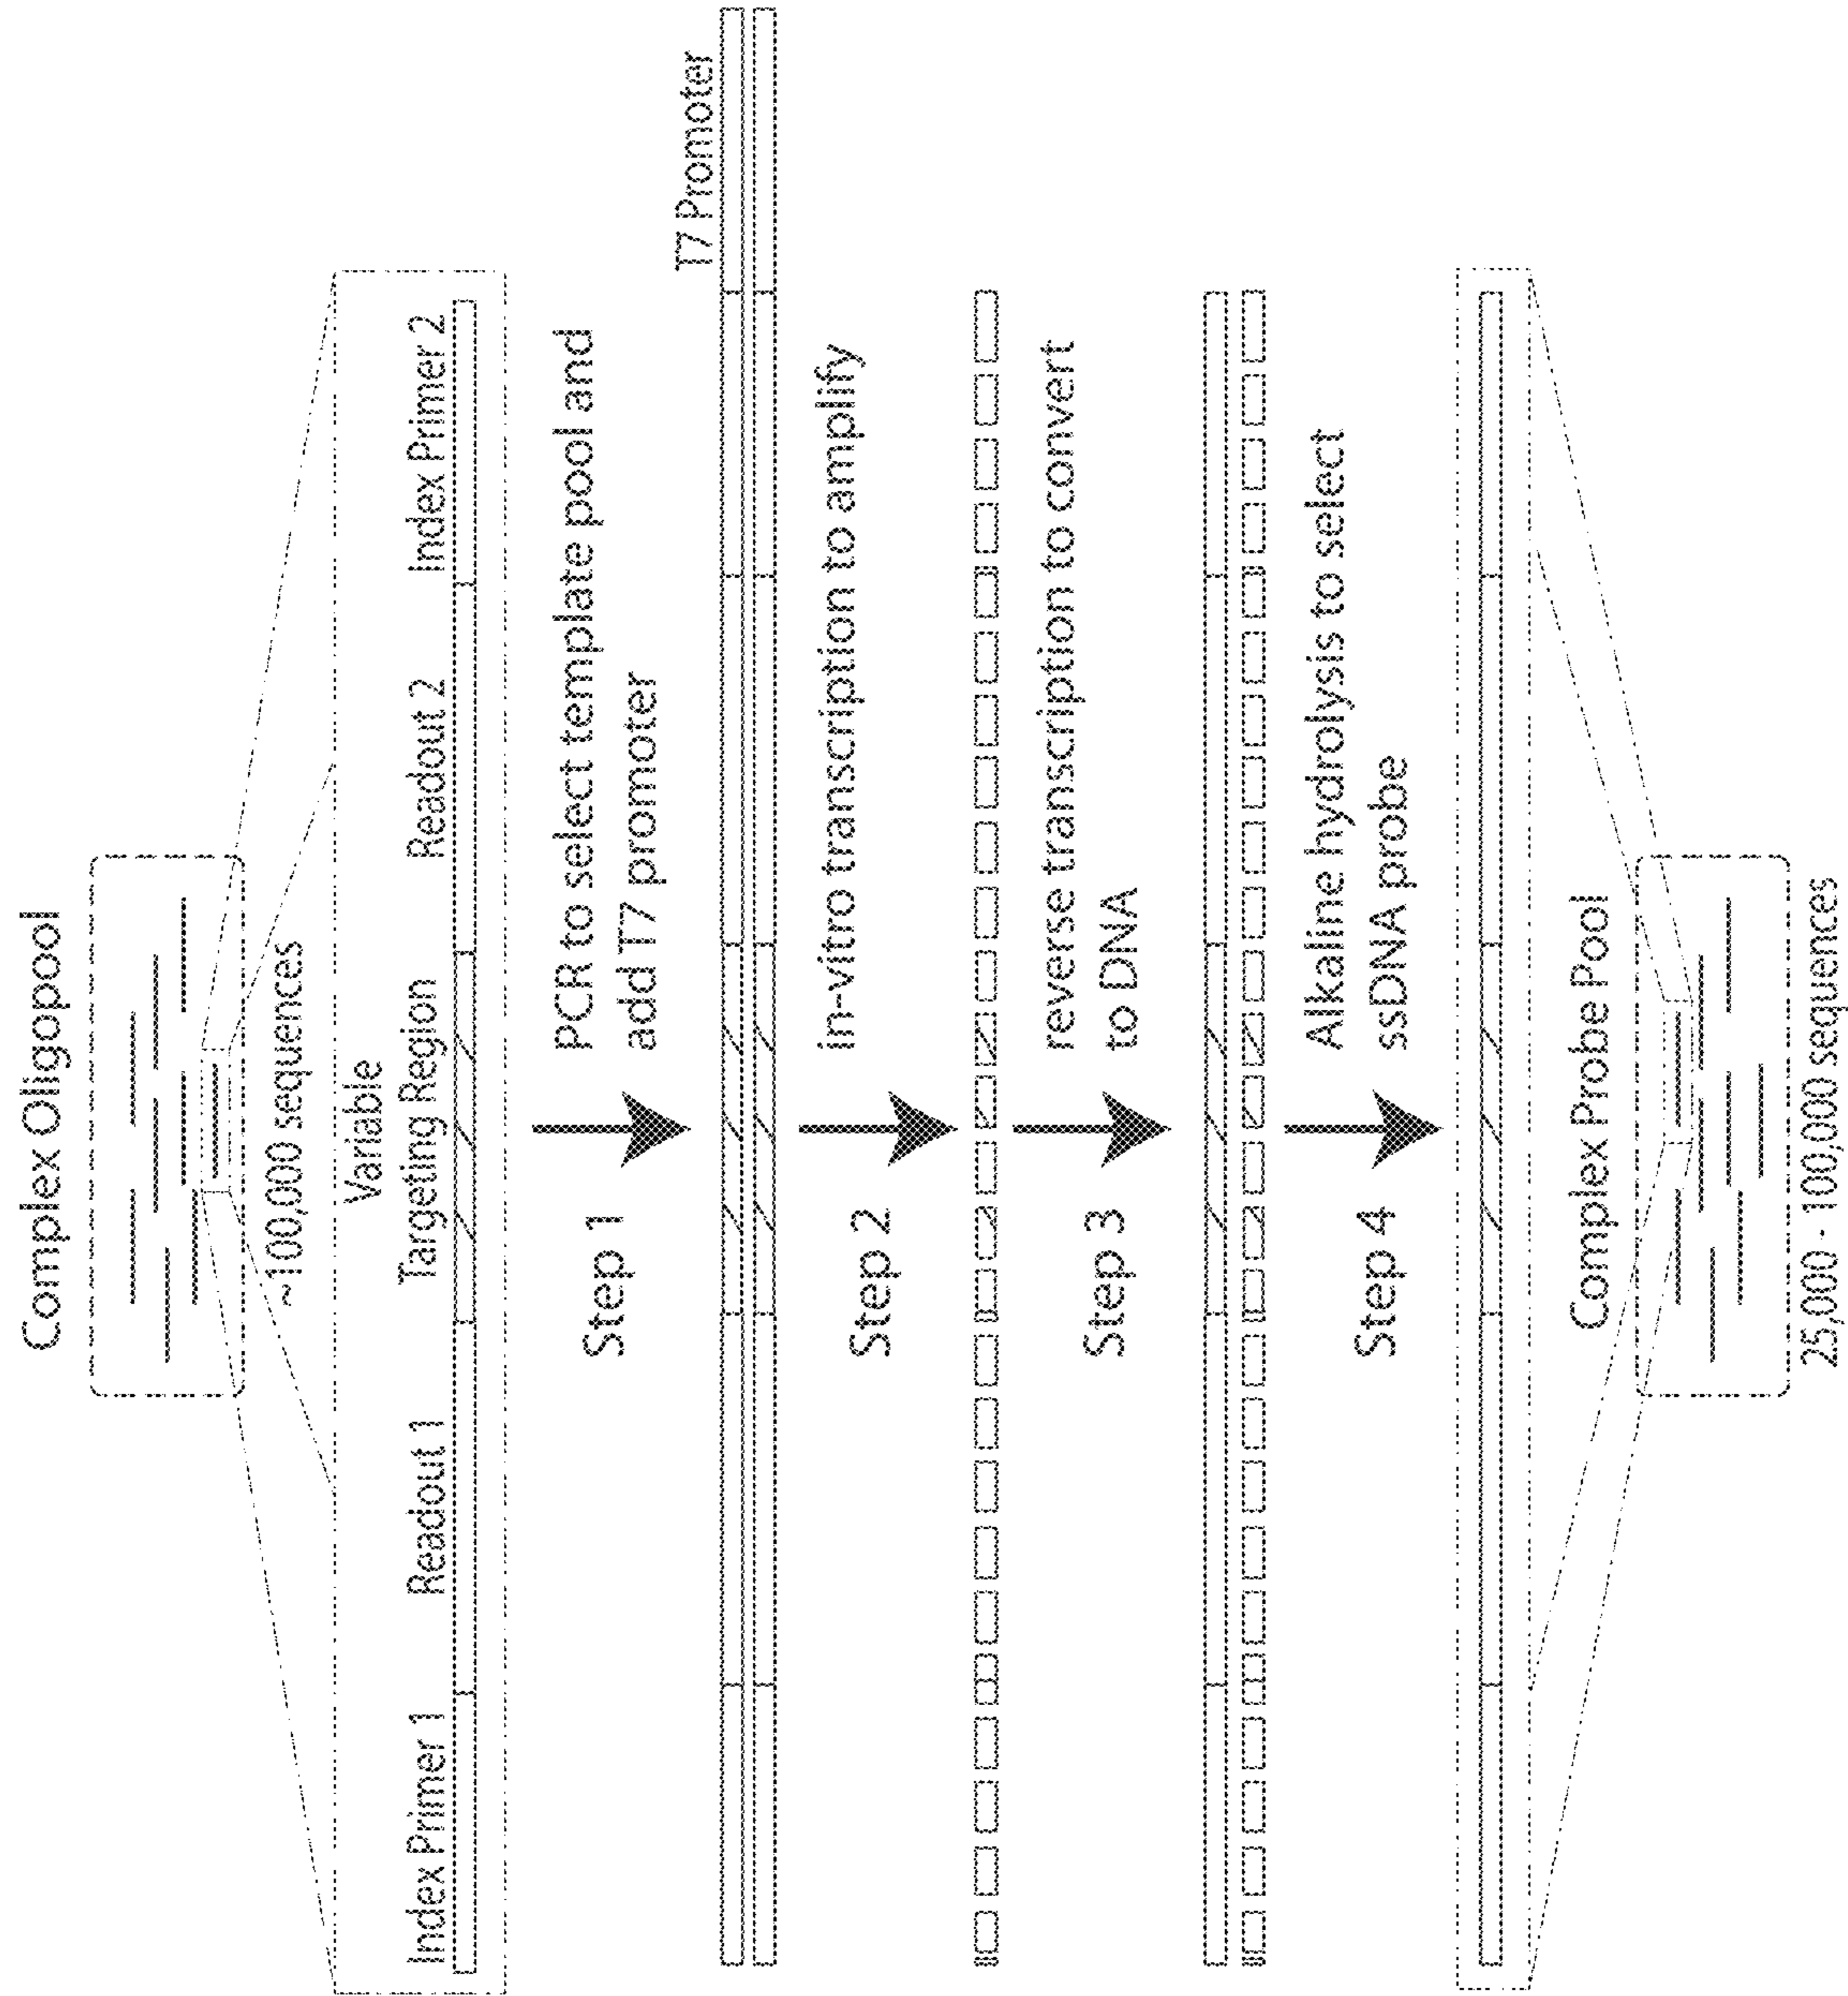 Complex Oligopool
~100,000 sequences
Variable
Targeting Region
Index Primer 1
Readout 1
Readout 2
Index Primer 2
Step 1
PCR to select template pool and
add T7 promoter
T7 Promoter
Step 2
in-vitro transcription to amplify
Step 3
reverse transcription to convert
to DNA
Step 4
Alkaline hydrolysis to select
ssDNA probe
Complex Probe Pool
25,000 - 100,000 sequences